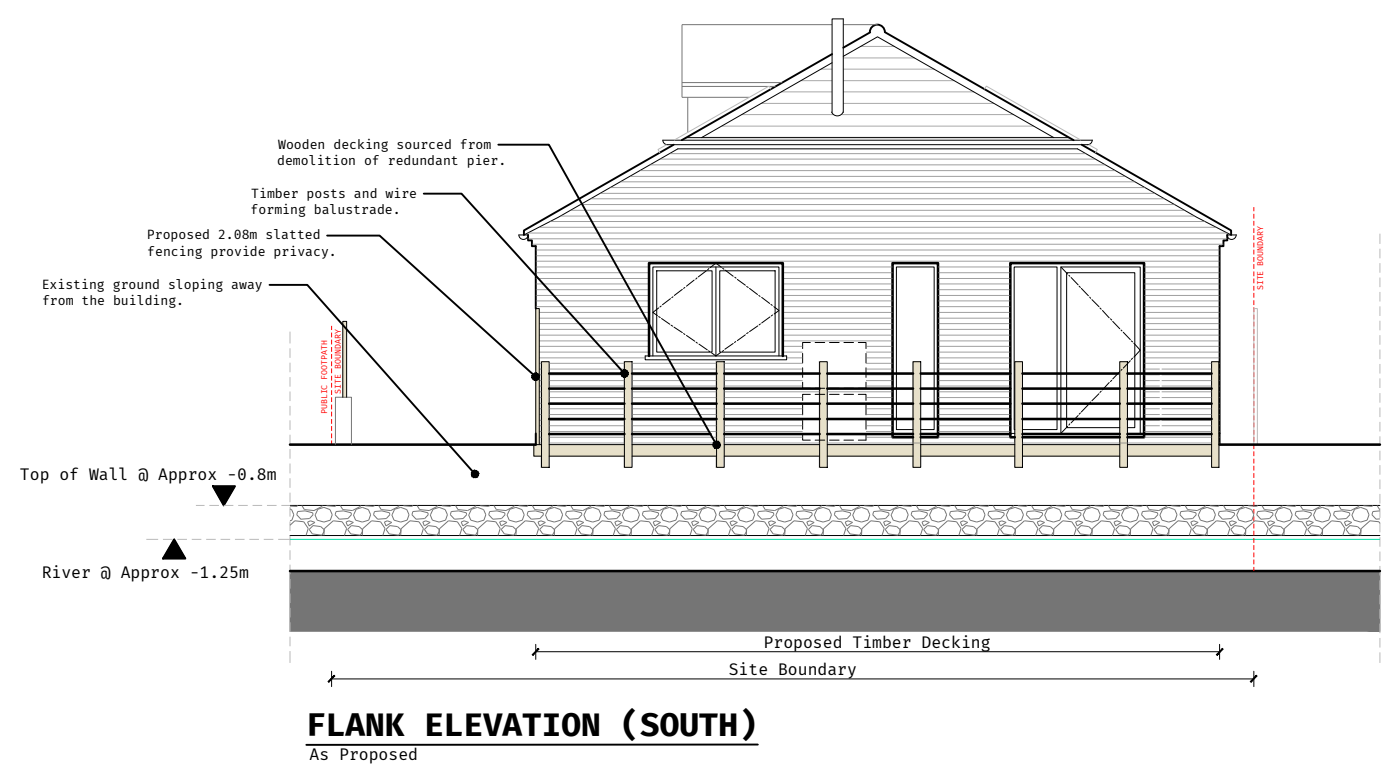 Wooden decking sourced from
demolition of redundant pier.
Timber posts and wire
forming balustrade.
Proposed 2.08m slatted
fencing provide privacy.
Existing ground sloping away
from the building.
PUBLIC FOOTPATH
SITE BOUNDARY
SITE BOUNDARY
Top of Wall @ Approx -0.8m
River @ Approx -1.25m
Proposed Timber Decking
Site Boundary
FLANK ELEVATION (SOUTH)
As Proposed